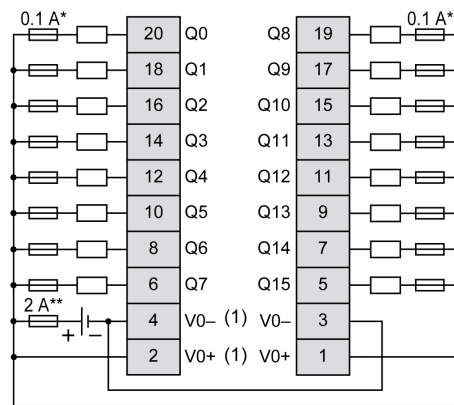 0.1 A* 20 Q0 Q8 19 0.1 A*
18 Q1 Q9 17
16 Q2 Q10 15
14 Q3 Q11 13
12 Q4 Q12 11
10 Q5 Q13 9
8 Q6 Q14 7
6 Q7 Q15 5
2 A** + − 4 V0− (1) V0− 3
2 V0+ (1) V0+ 1